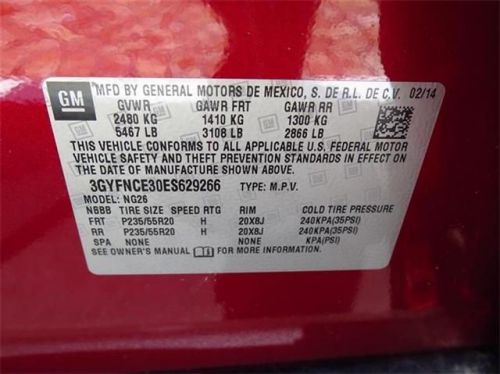 GM
MFD BY GENERAL MOTORS DE MEXICO, S. DE R.L. DE C.V. 02/14
GVWR GAWR FRT GAWR RR
2480 KG 1410 KG 1300 KG
5467 LB 3108 LB 2866 LB
THIS VEHICLE CONFORMS TO ALL APPLICABLE U.S. FEDERAL MOTOR
VEHICLE SAFETY AND THEFT PREVENTION STANDARDS IN EFFECT ON
THE DATE OF MANUFACTURE SHOWN ABOVE.
3GYFNCE30ES629266 TYPE: M.P.V.
MODEL: NG26
NBBB TIRE SIZE SPEED RTG RIM COLD TIRE PRESSURE
FRT P235/55R20 H 20X8J 240KPA(35PSI)
RR P235/55R20 H 20X8J 240KPA(35PSI)
SPA NONE NONE KPA(PSI)
SEE OWNER'S MANUAL FOR MORE INFORMATION.